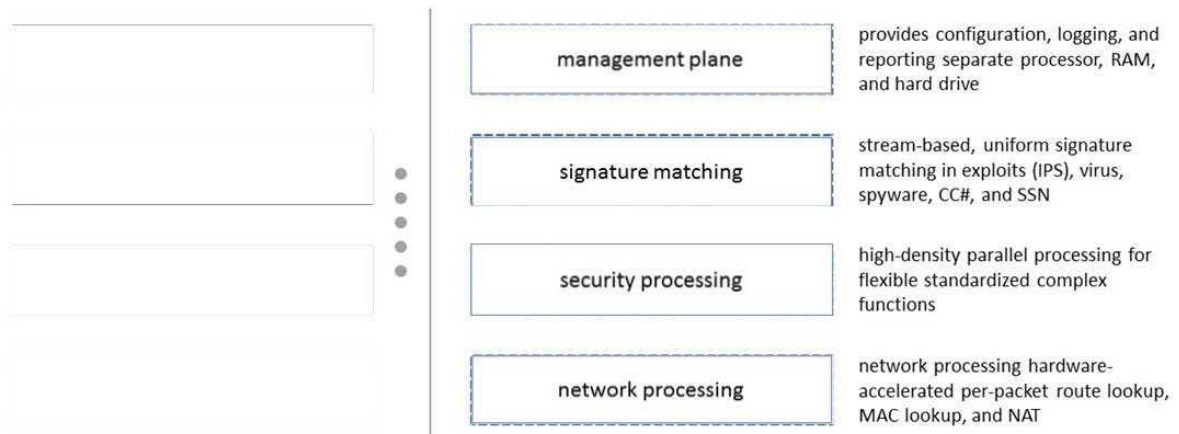 management plane
provides configuration, logging, and
reporting separate processor, RAM,
and hard drive
signature matching
stream-based, uniform signature
matching in exploits (IPS), virus,
spyware, CC#, and SSN
security processing
high-density parallel processing for
flexible standardized complex
functions
network processing
network processing hardware-
accelerated per-packet route lookup,
MAC lookup, and NAT